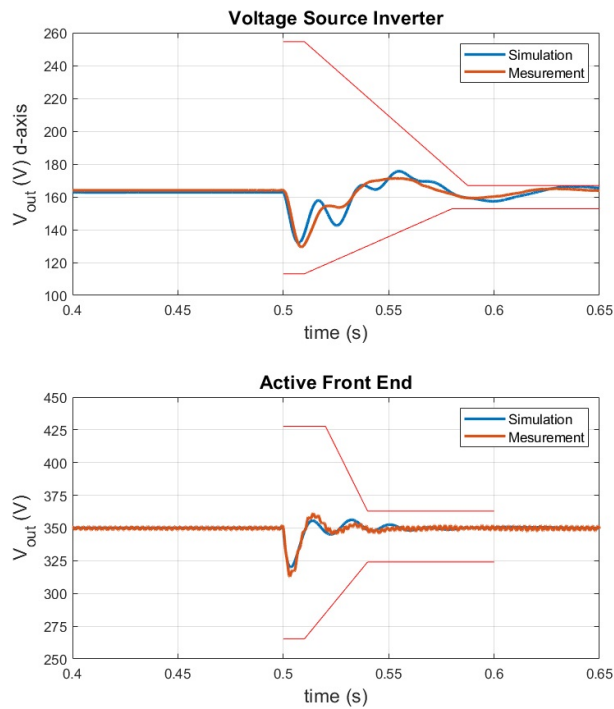 Voltage Source Inverter
260
240
220
200
180
160
140
120
100
V_out (V) d-axis
Simulation
Mesurement
0.4 0.45 0.5 0.55 0.6 0.65
time (s)
Active Front End
450
425
400
375
350
325
300
275
250
V_out (V)
Simulation
Mesurement
0.4 0.45 0.5 0.55 0.6 0.65
time (s)